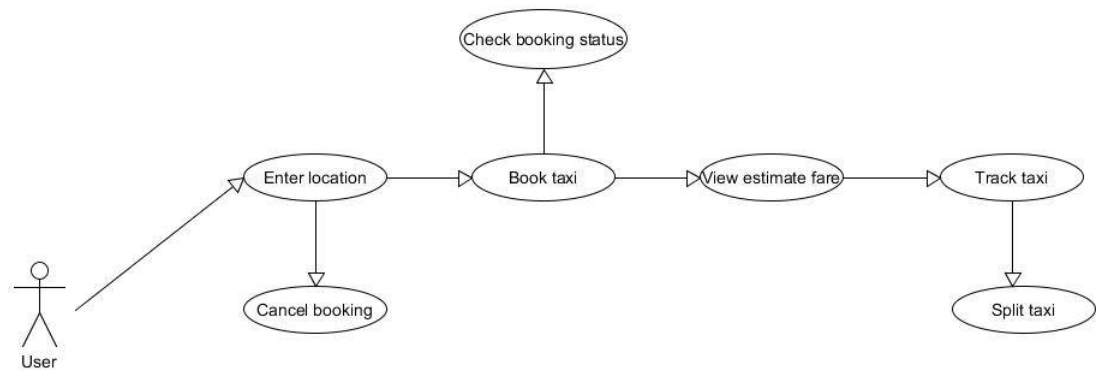 Check booking status
Enter location
Book taxi
View estimate fare
Track taxi
Cancel booking
Split taxi
User